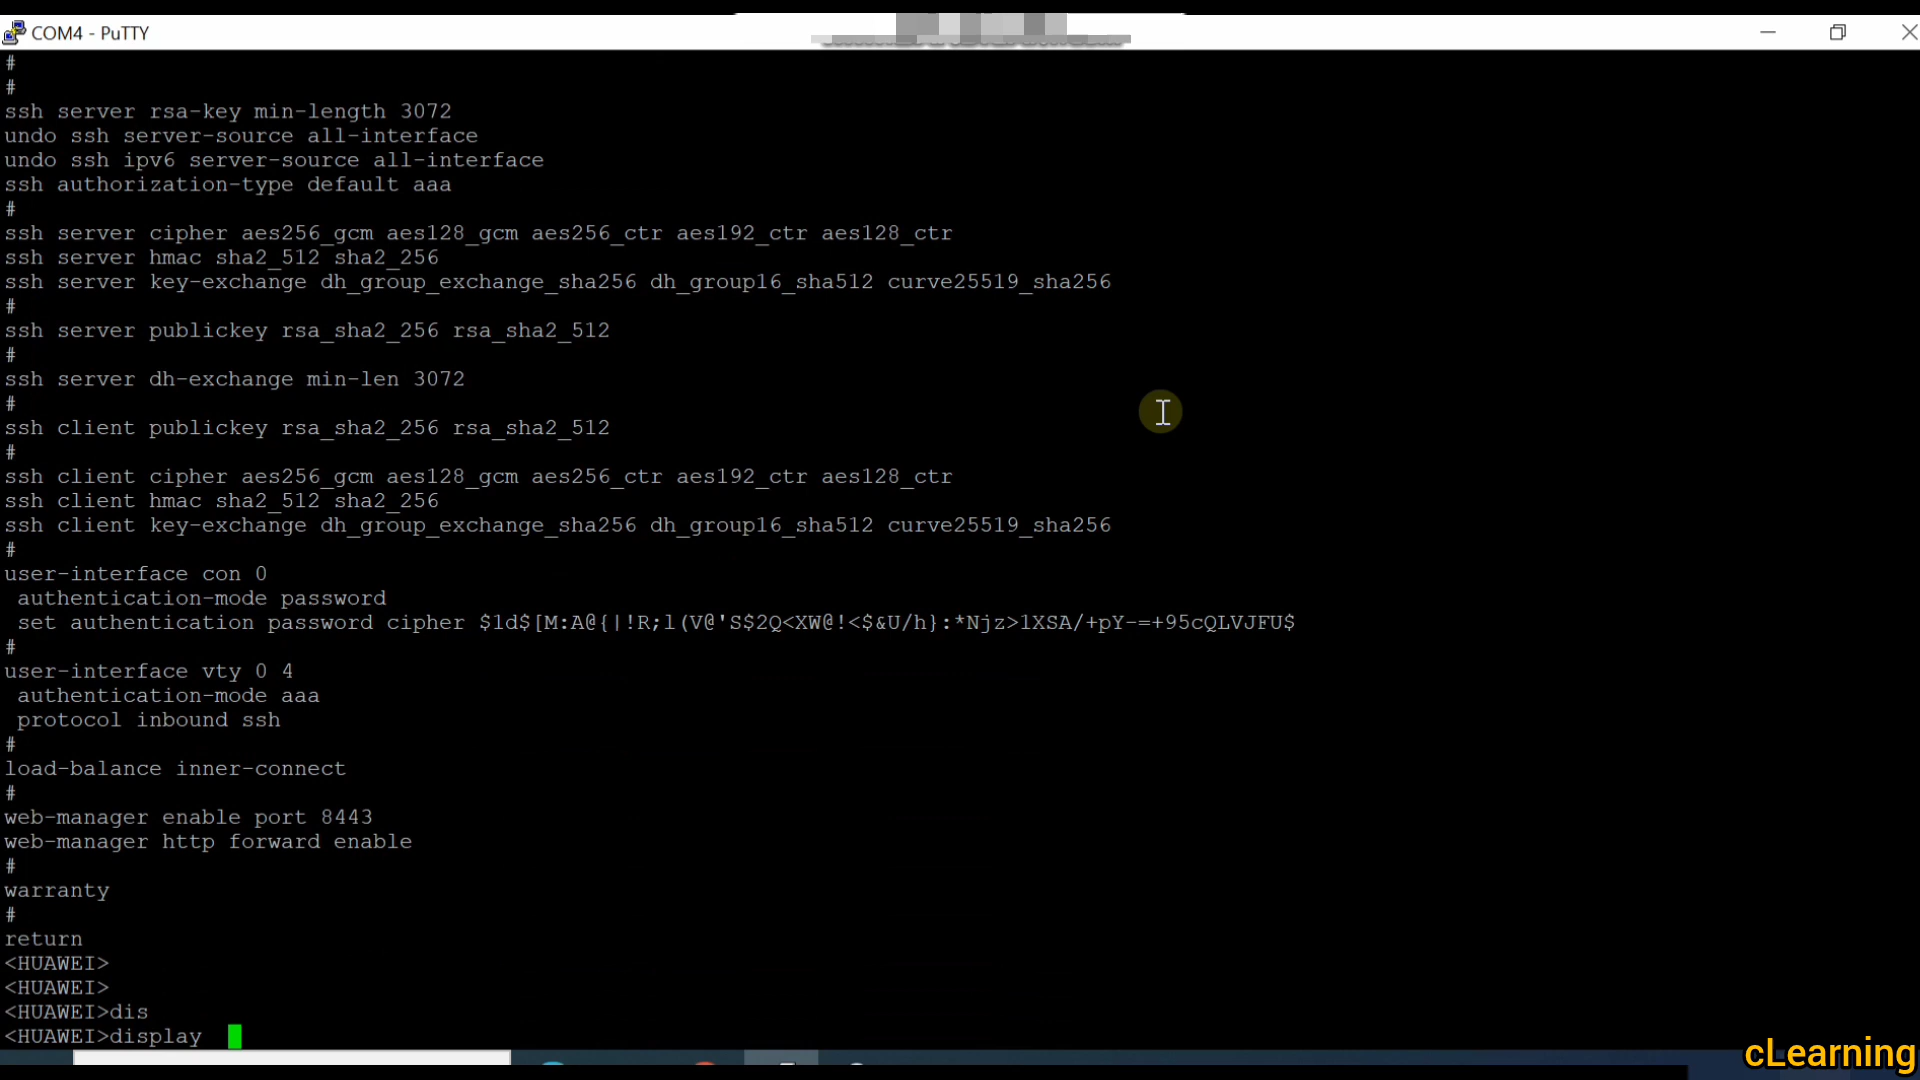 COM4 - PuTTY
#
#
ssh server rsa-key min-length 3072
undo ssh server-source all-interface
undo ssh ipv6 server-source all-interface
ssh authorization-type default aaa
#
ssh server cipher aes256_gcm aes128_gcm aes256_ctr aes192_ctr aes128_ctr
ssh server hmac sha2_512 sha2_256
ssh server key-exchange dh_group_exchange_sha256 dh_group16_sha512 curve25519_sha256
#
ssh server publickey rsa_sha2_256 rsa_sha2_512
#
ssh server dh-exchange min-len 3072
#
ssh client publickey rsa_sha2_256 rsa_sha2_512
#
ssh client cipher aes256_gcm aes128_gcm aes256_ctr aes192_ctr aes128_ctr
ssh client hmac sha2_512 sha2_256
ssh client key-exchange dh_group_exchange_sha256 dh_group16_sha512 curve25519_sha256
#
user-interface con 0
 authentication-mode password
 set authentication password cipher $1d$[M:A@{|!R;l(V@'S$2Q<XW@!<$&U/h}:*Njz>1XSA/+pY-=+95cQLVJFU$
#
user-interface vty 0 4
 authentication-mode aaa
 protocol inbound ssh
#
load-balance inner-connect
#
web-manager enable port 8443
web-manager http forward enable
#
warranty
#
return
<HUAWEI>
<HUAWEI>
<HUAWEI>dis
<HUAWEI>display
cLearning